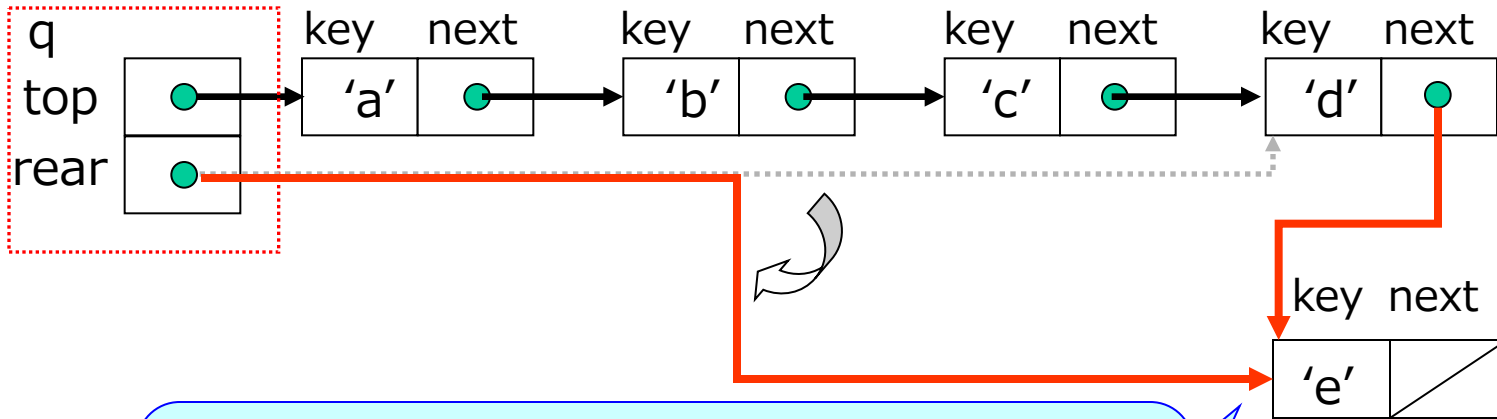 q
key next key next key next key next
top ‘a’ ‘b’ ‘c’ ‘d’
rear
key next
‘e’